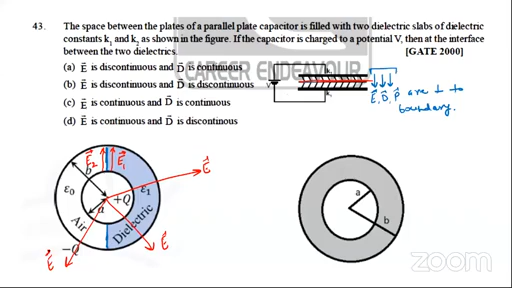 43. The space between the plates of a parallel plate capacitor is filled with two dielectric slabs of dielectric
constants k1 and k2 as shown in the figure. If the capacitor is charged to a potential V, then at the interface
between the two dielectrics. [GATE 2000]
(a) E⃗ is discontinuous and D⃗ is continuous
(b) E⃗ is discontinuous and D⃗ is discontinuous
(c) E⃗ is continuous and D⃗ is continuous
(d) E⃗ is continuous and D⃗ is discontinous
CAREER ENDEAVOUR
V
E⃗, D⃗, P⃗ are ⊥ to
boundary.
E⃗2 E⃗1
b
ε0 ε1
+Q
a
Air
Dielectric
-Q
E⃗
E⃗
E⃗
a
b
zoom